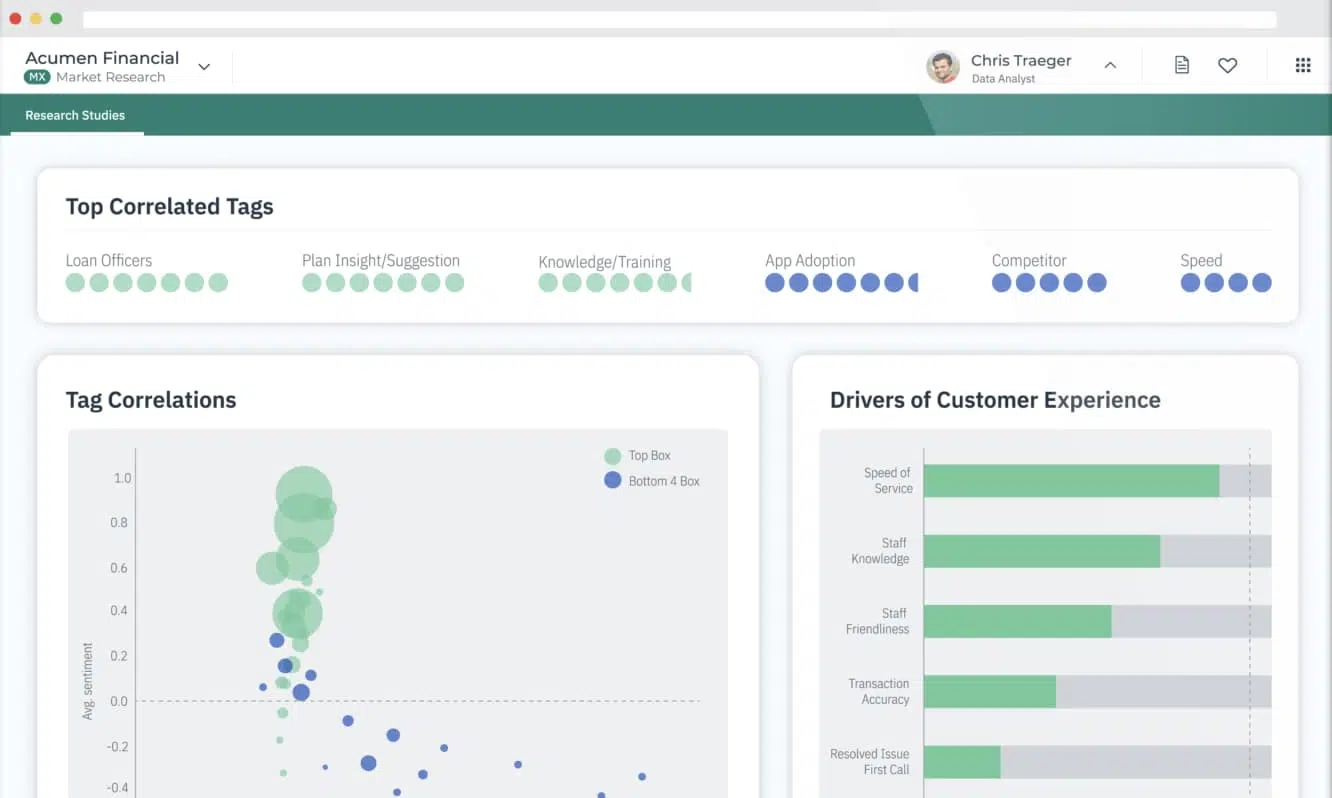 Acumen Financial
MX Market Research
Chris Traeger
Data Analyst
Research Studies
Top Correlated Tags
Loan Officers
Plan Insight/Suggestion
Knowledge/Training
App Adoption
Competitor
Speed
Tag Correlations
Top Box
Bottom 4 Box
1.0
0.8
0.6
0.4
0.2
0.0
-0.2
-0.4
Avg. sentiment
Drivers of Customer Experience
Speed of
Service
Staff
Knowledge
Staff
Friendliness
Transaction
Accuracy
Resolved Issue
First Call